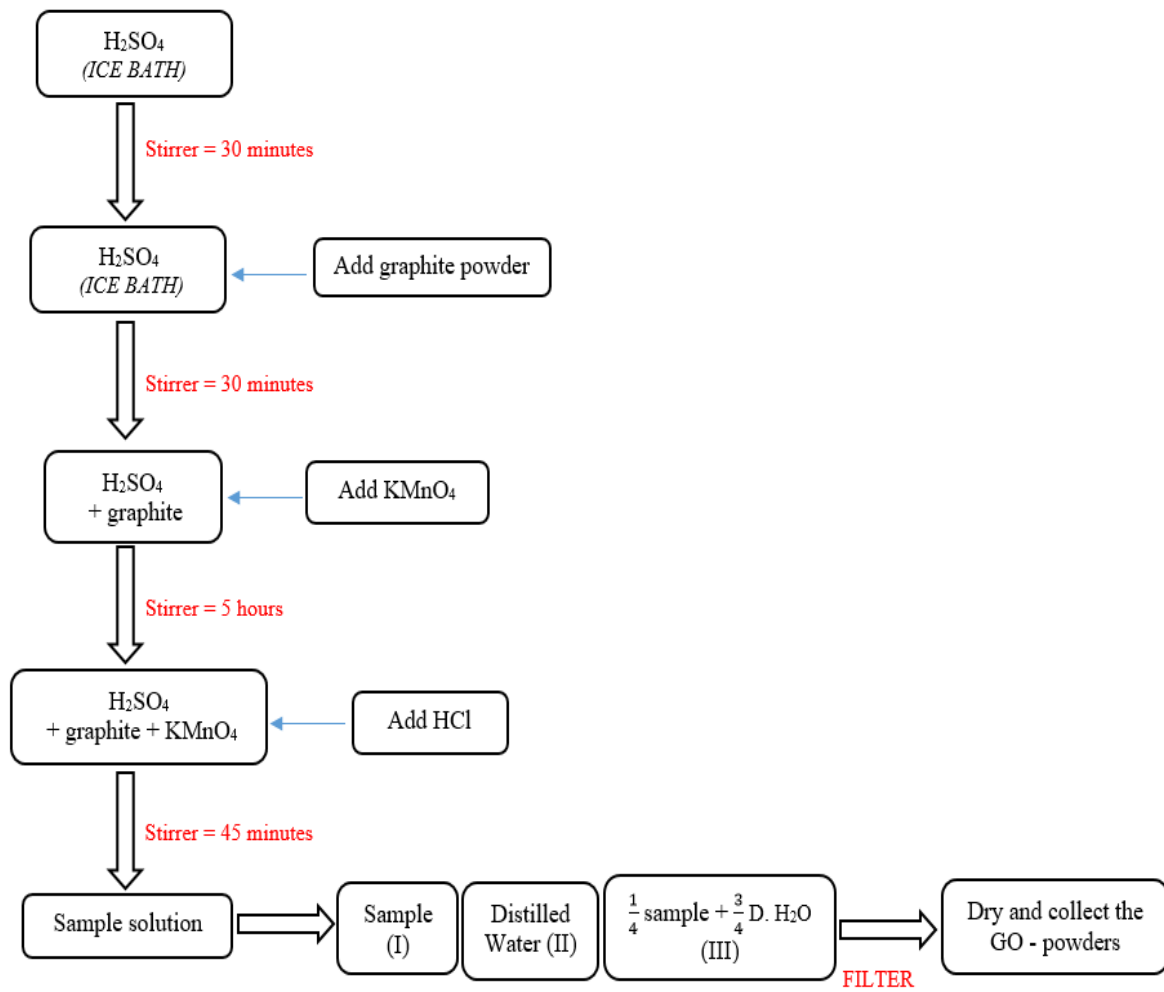 H₂SO₄
(ICE BATH)
Stirrer = 30 minutes
H₂SO₄
(ICE BATH)
Add graphite powder
Stirrer = 30 minutes
H₂SO₄
+ graphite
Add KMnO₄
Stirrer = 5 hours
H₂SO₄
+ graphite + KMnO₄
Add HCl
Stirrer = 45 minutes
Sample solution
Sample
(I)
Distilled
Water (II)
1/4 sample + 3/4 D. H₂O
(III)
FILTER
Dry and collect the
GO - powders